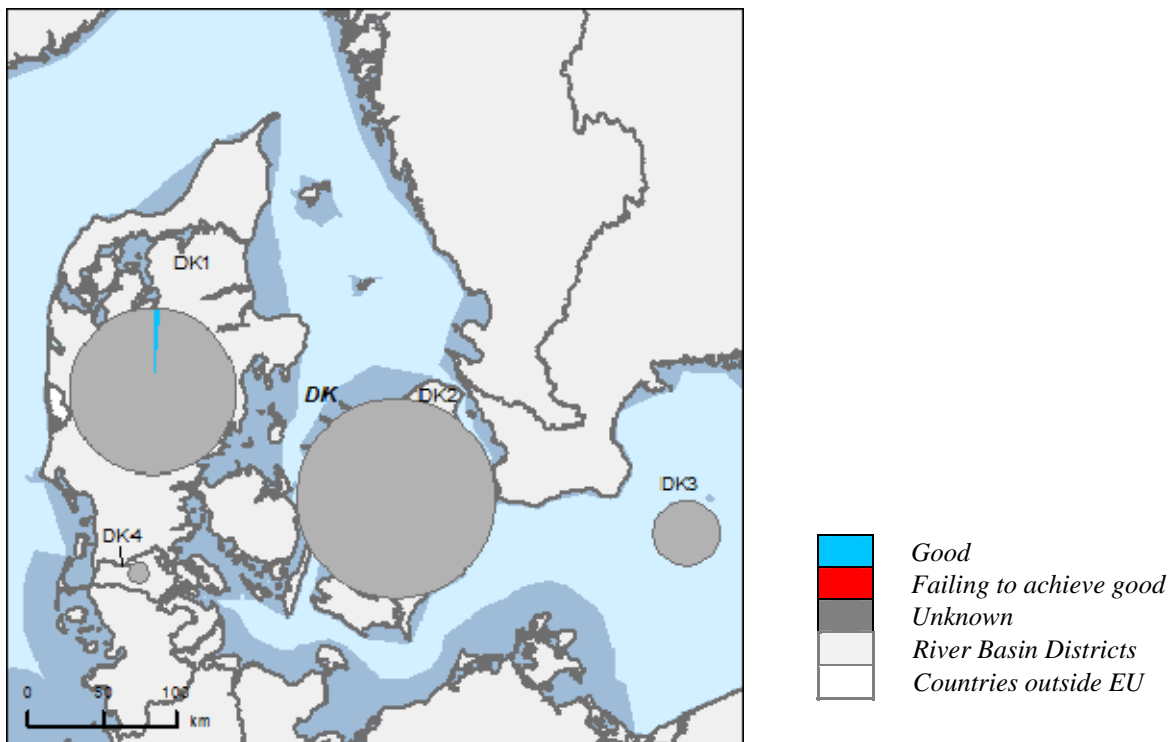 DK1
DK
DK2
DK3
DK4
0 50 100
km
Good
Failing to achieve good
Unknown
River Basin Districts
Countries outside EU